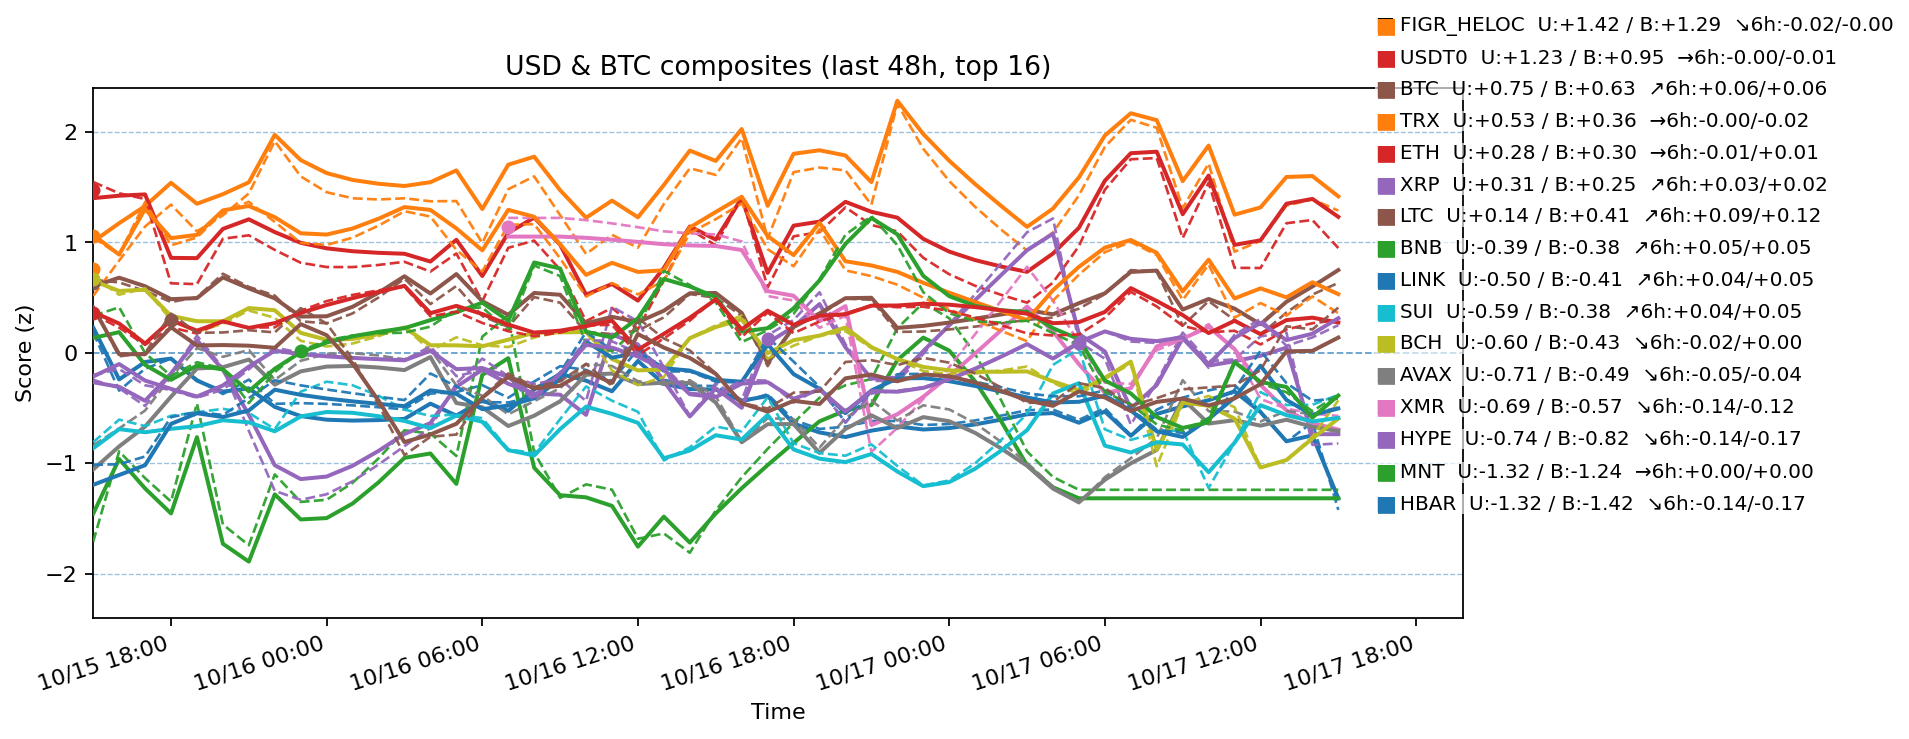 USD & BTC composites (last 48h, top 16)
FIGR_HELOC U:+1.42 / B:+1.29 ↘6h:-0.02/-0.00
USDT0 U:+1.23 / B:+0.95 →6h:-0.00/-0.01
BTC U:+0.75 / B:+0.63 ↗6h:+0.06/+0.06
TRX U:+0.53 / B:+0.36 →6h:-0.00/-0.02
ETH U:+0.28 / B:+0.30 →6h:-0.01/+0.01
XRP U:+0.31 / B:+0.25 ↗6h:+0.03/+0.02
LTC U:+0.14 / B:+0.41 ↗6h:+0.09/+0.12
BNB U:-0.39 / B:-0.38 ↗6h:+0.05/+0.05
LINK U:-0.50 / B:-0.41 ↗6h:+0.04/+0.05
SUI U:-0.59 / B:-0.38 ↗6h:+0.04/+0.05
BCH U:-0.60 / B:-0.43 ↘6h:-0.02/+0.00
AVAX U:-0.71 / B:-0.49 ↘6h:-0.05/-0.04
XMR U:-0.69 / B:-0.57 ↘6h:-0.14/-0.12
HYPE U:-0.74 / B:-0.82 ↘6h:-0.14/-0.17
MNT U:-1.32 / B:-1.24 →6h:+0.00/+0.00
HBAR U:-1.32 / B:-1.42 ↘6h:-0.14/-0.17
Score (z)
2
1
0
−1
−2
10/15 18:00
10/16 00:00
10/16 06:00
10/16 12:00
10/16 18:00
10/17 00:00
10/17 06:00
10/17 12:00
10/17 18:00
Time